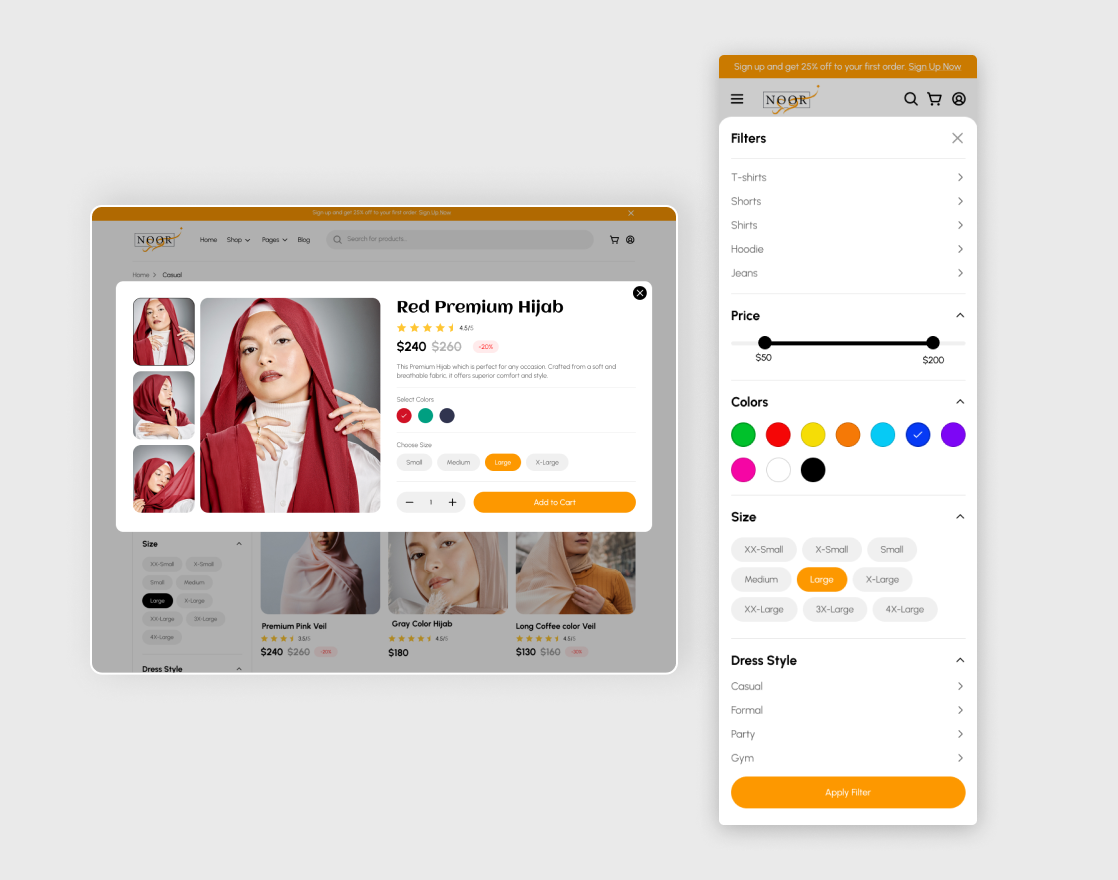 Sign up and get 25% off to your first order. Sign Up Now
NOOR
Home
Shop
Pages
Blog
Search for products..
Home > Casual
Red Premium Hijab
4.5/5
$240 $260 -20%
This Premium Hijab which is perfect for any occasion. Crafted from a soft and
breathable fabric, it offers superior comfort and style.
Select Colors
Choose Size
Small
Medium
Large
X-Large
1
Add to Cart
Size
XX-Small
X-Small
Small
Medium
Large
X-Large
XX-Large
3X-Large
4X-Large
Dress Style
Premium Pink Veil
3.5/5
$240 $260
Gray Color Hijab
4.5/5
$180
Long Coffee color Veil
4.5/5
$130 $160
Sign up and get 25% off to your first order. Sign Up Now
NOOR
Filters
T-shirts
Shorts
Shirts
Hoodie
Jeans
Price
$50
$200
Colors
Size
XX-Small
X-Small
Small
Medium
Large
X-Large
XX-Large
3X-Large
4X-Large
Dress Style
Casual
Formal
Party
Gym
Apply Filter